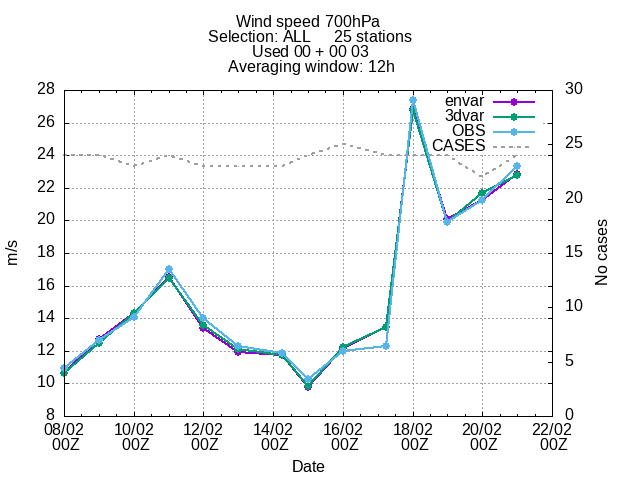 Wind speed 700hPa
Selection: ALL 25 stations
Used 00 + 00 03
Averaging window: 12h
envar
3dvar
OBS
CASES
28
26
24
22
20
18
16
14
12
10
8
m/s
30
25
20
15
10
5
0
No cases
08/02 10/02 12/02 14/02 16/02 18/02 20/02 22/02
00Z 00Z 00Z 00Z 00Z 00Z 00Z 00Z
Date